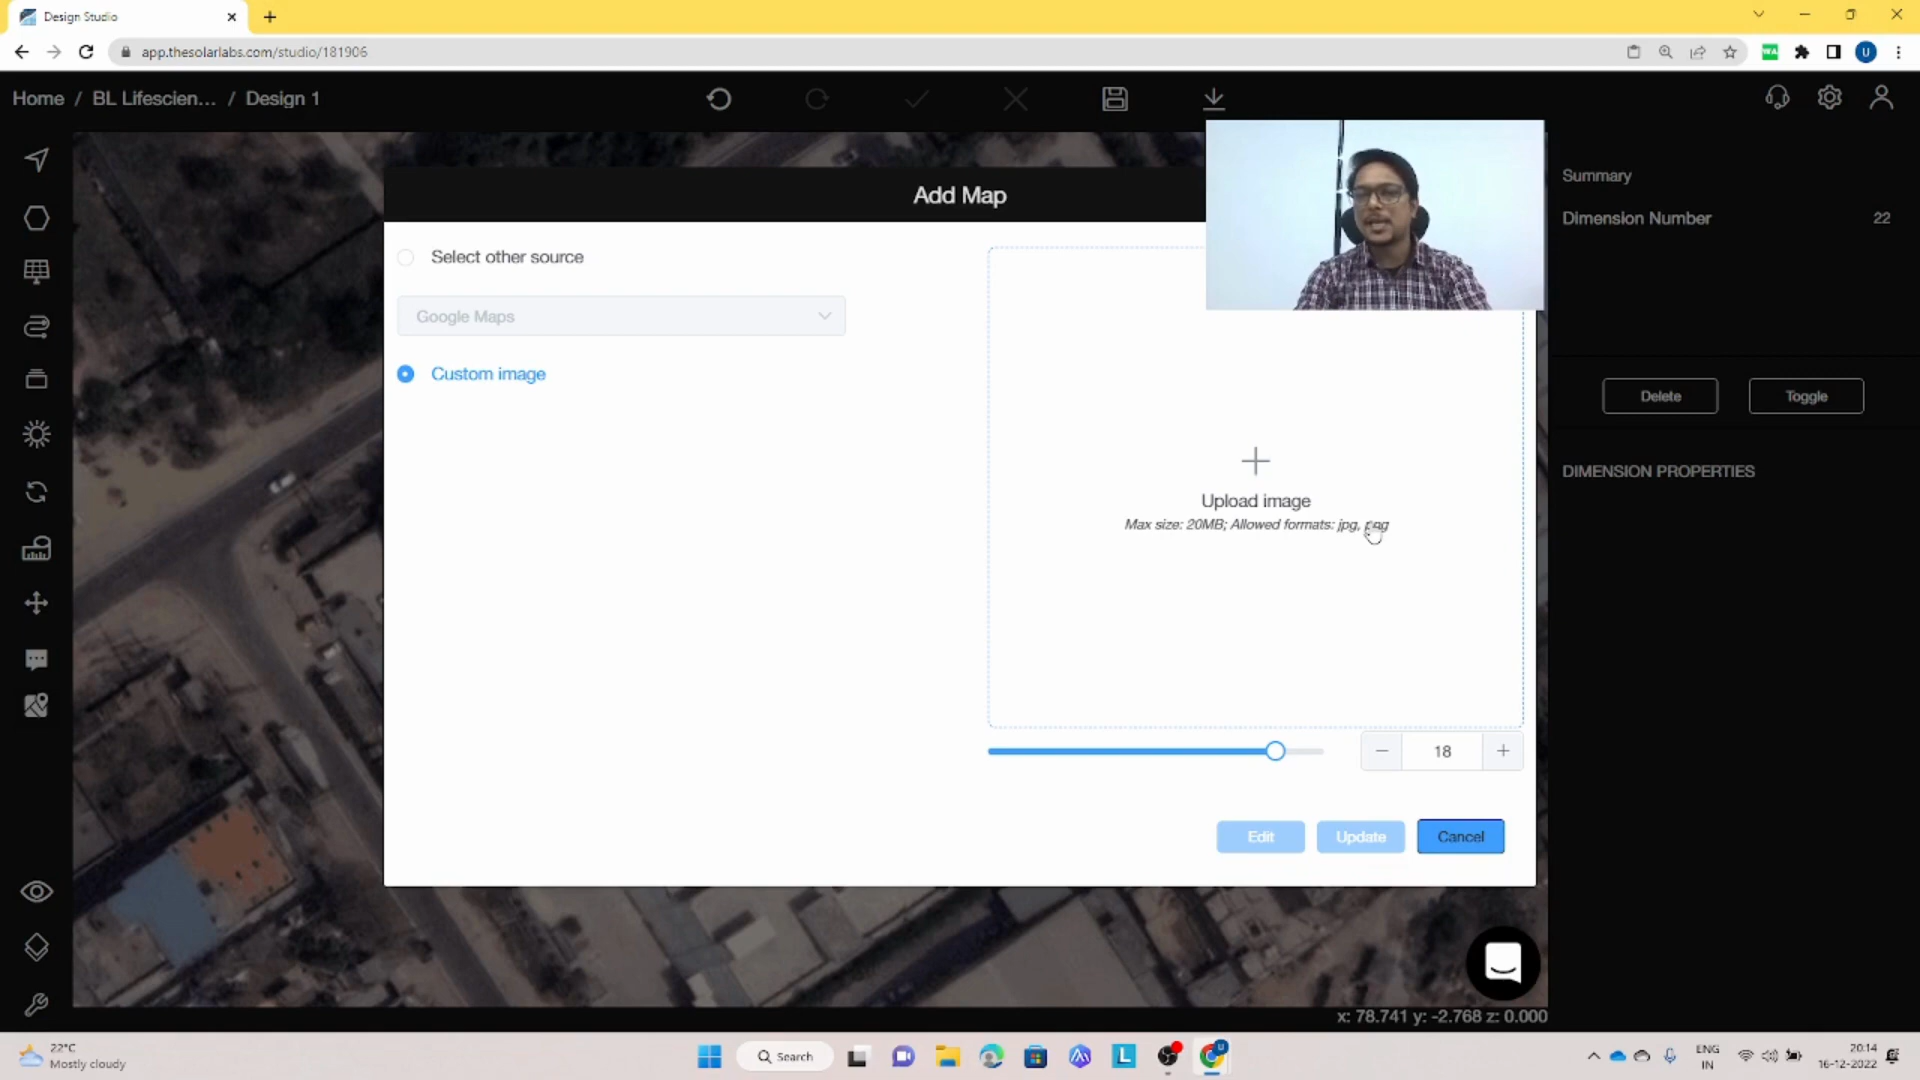 Design Studio
app.thesolarlabs.com/studio/181906
U
Home / BL Lifescien... / Design 1
Add Map
Select other source
Google Maps
Custom image
Upload image
Max size: 20MB; Allowed formats: jpg, png
18
Edit
Update
Cancel
Summary
Dimension Number 22
Delete
Toggle
DIMENSION PROPERTIES
x: 78.741 y: -2.768 z: 0.000
22°C
Mostly cloudy
Search
L
U
ENG
IN
20:14
16-12-2022